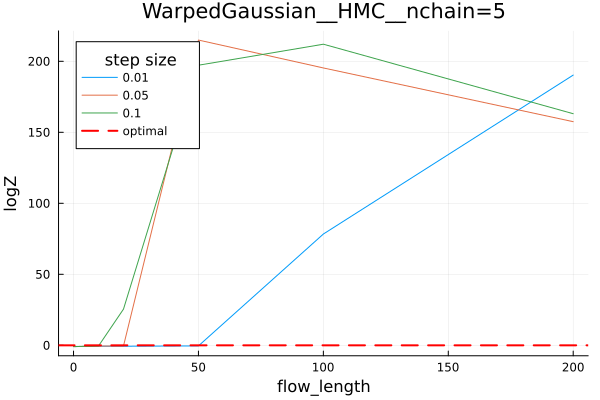 WarpedGaussian__HMC__nchain=5
logZ
200
150
100
50
0
step size
0.01
0.05
0.1
optimal
0 50 100 150 200
flow_length